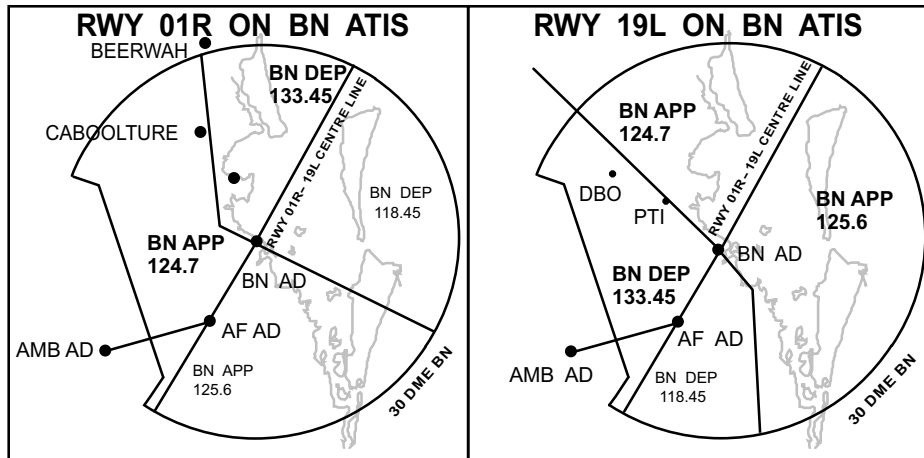 RWY 01R ON BN ATIS
BEERWAH
BN DEP
133.45
CABOOLTURE
RWY 01R– 19L CENTRE LINE
BN DEP
118.45
BN APP
124.7
BN AD
AF AD
AMB AD
BN APP
125.6
30 DME BN
RWY 19L ON BN ATIS
BN APP
124.7
RWY 01R– 19L CENTRE LINE
DBO
PTI
BN APP
125.6
BN AD
BN DEP
133.45
AF AD
AMB AD
BN DEP
118.45
30 DME BN